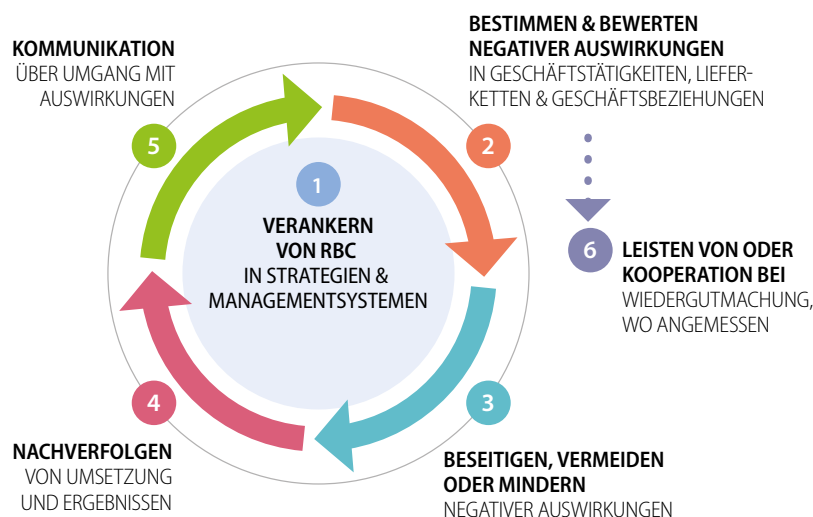 1
VERANKERN
VON RBC
IN STRATEGIEN &
MANAGEMENTSYSTEMEN
2
BESTIMMEN & BEWERTEN
NEGATIVER AUSWIRKUNGEN
IN GESCHÄFTSTÄTIGKEITEN, LIEFER-
KETTEN & GESCHÄFTSBEZIEHUNGEN
3
BESEITIGEN, VERMEIDEN
ODER MINDERN
NEGATIVER AUSWIRKUNGEN
4
NACHVERFOLGEN
VON UMSETZUNG
UND ERGEBNISSEN
5
KOMMUNIKATION
ÜBER UMGANG MIT
AUSWIRKUNGEN
6
LEISTEN VON ODER
KOOPERATION BEI
WIEDERGUTMACHUNG,
WO ANGEMESSEN